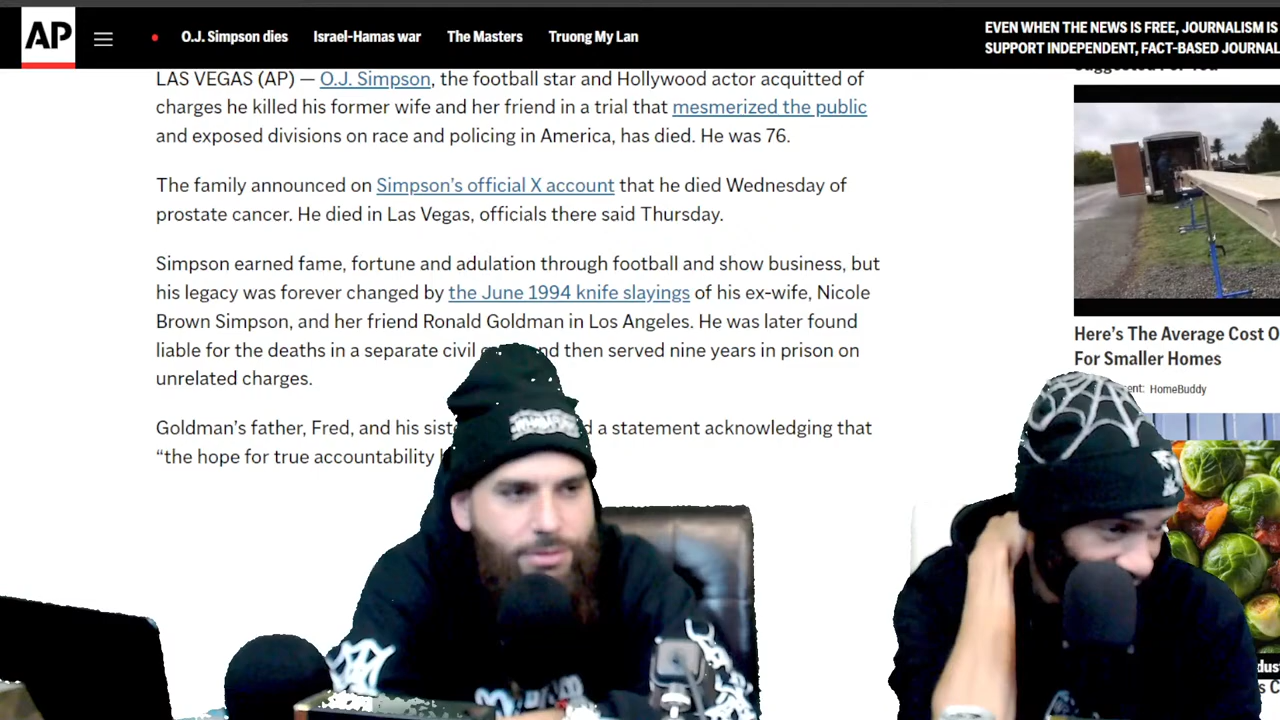 AP
O.J. Simpson dies Israel-Hamas war The Masters Truong My Lan
EVEN WHEN THE NEWS IS FREE, JOURNALISM IS
SUPPORT INDEPENDENT, FACT-BASED JOURNAL
LAS VEGAS (AP) — O.J. Simpson, the football star and Hollywood actor acquitted of
charges he killed his former wife and her friend in a trial that mesmerized the public
and exposed divisions on race and policing in America, has died. He was 76.
The family announced on Simpson's official X account that he died Wednesday of
prostate cancer. He died in Las Vegas, officials there said Thursday.
Simpson earned fame, fortune and adulation through football and show business, but
his legacy was forever changed by the June 1994 knife slayings of his ex-wife, Nicole
Brown Simpson, and her friend Ronald Goldman in Los Angeles. He was later found
liable for the deaths in a separate civil and then served nine years in prison on
unrelated charges.
Goldman's father, Fred, and his a statement acknowledging that
“the hope for true accountability
Suggested For You
Here's The Average Cost O
For Smaller Homes
HomeBuddy